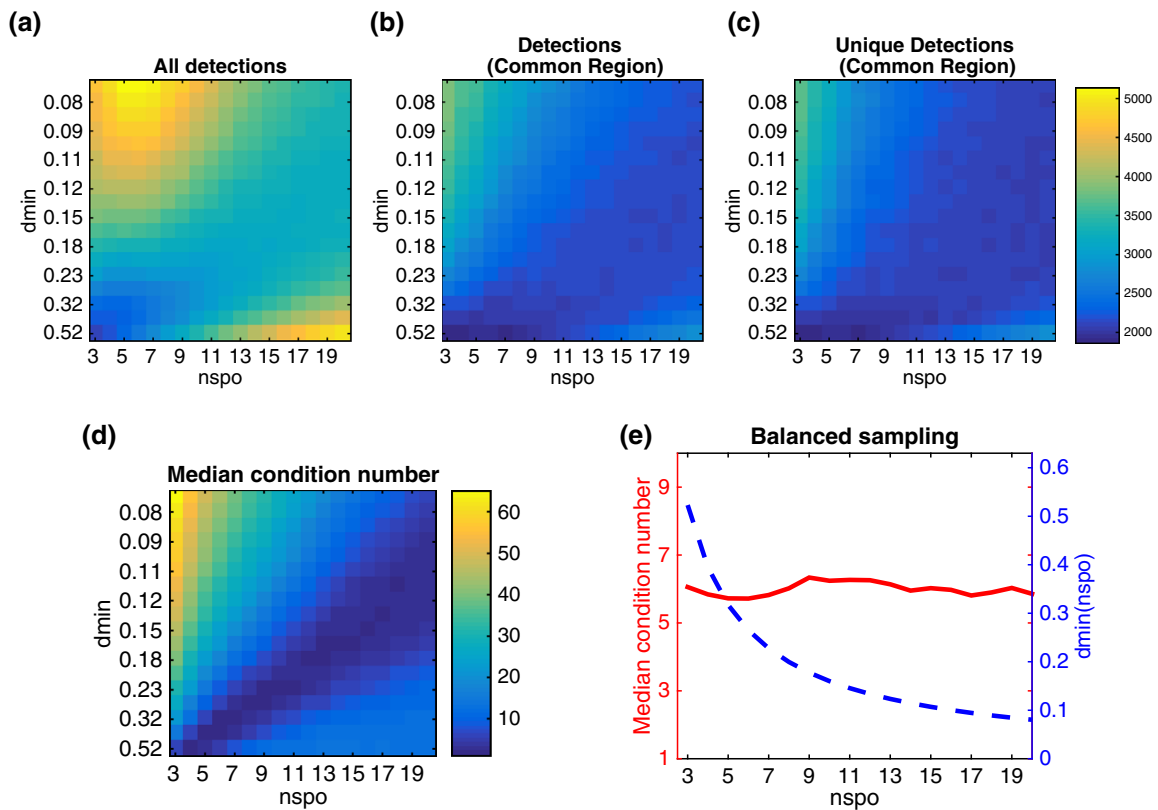 (a)
All detections
dmin
0.08
0.09
0.11
0.12
0.15
0.18
0.23
0.32
0.52
3 5 7 9 11 13 15 17 19
nspo
(b)
Detections
(Common Region)
dmin
0.08
0.09
0.11
0.12
0.15
0.18
0.23
0.32
0.52
3 5 7 9 11 13 15 17 19
nspo
(c)
Unique Detections
(Common Region)
dmin
0.08
0.09
0.11
0.12
0.15
0.18
0.23
0.32
0.52
3 5 7 9 11 13 15 17 19
nspo
5000
4500
4000
3500
3000
2500
2000
(d)
Median condition number
dmin
0.08
0.09
0.11
0.12
0.15
0.18
0.23
0.32
0.52
3 5 7 9 11 13 15 17 19
nspo
60
50
40
30
20
10
(e)
Balanced sampling
Median condition number
9
7
5
3
1
3 5 7 9 11 13 15 17 19
nspo
0.6
0.5
0.4
0.3
0.2
0.1
0
dmin(nspo)